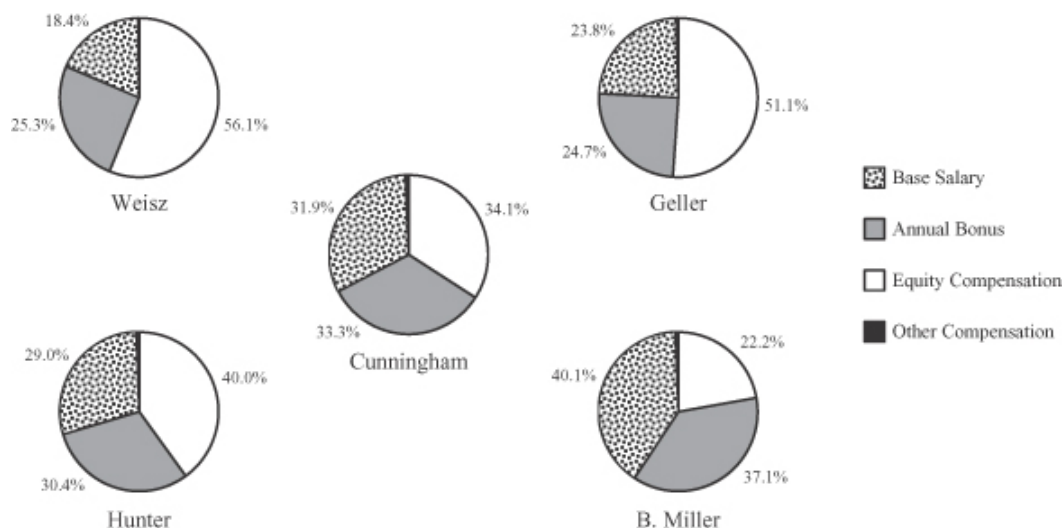 18.4%
25.3%
56.1%
Weisz
23.8%
24.7%
51.1%
Geller
31.9%
34.1%
33.3%
Cunningham
29.0%
40.0%
30.4%
Hunter
40.1%
22.2%
37.1%
B. Miller
Base Salary
Annual Bonus
Equity Compensation
Other Compensation